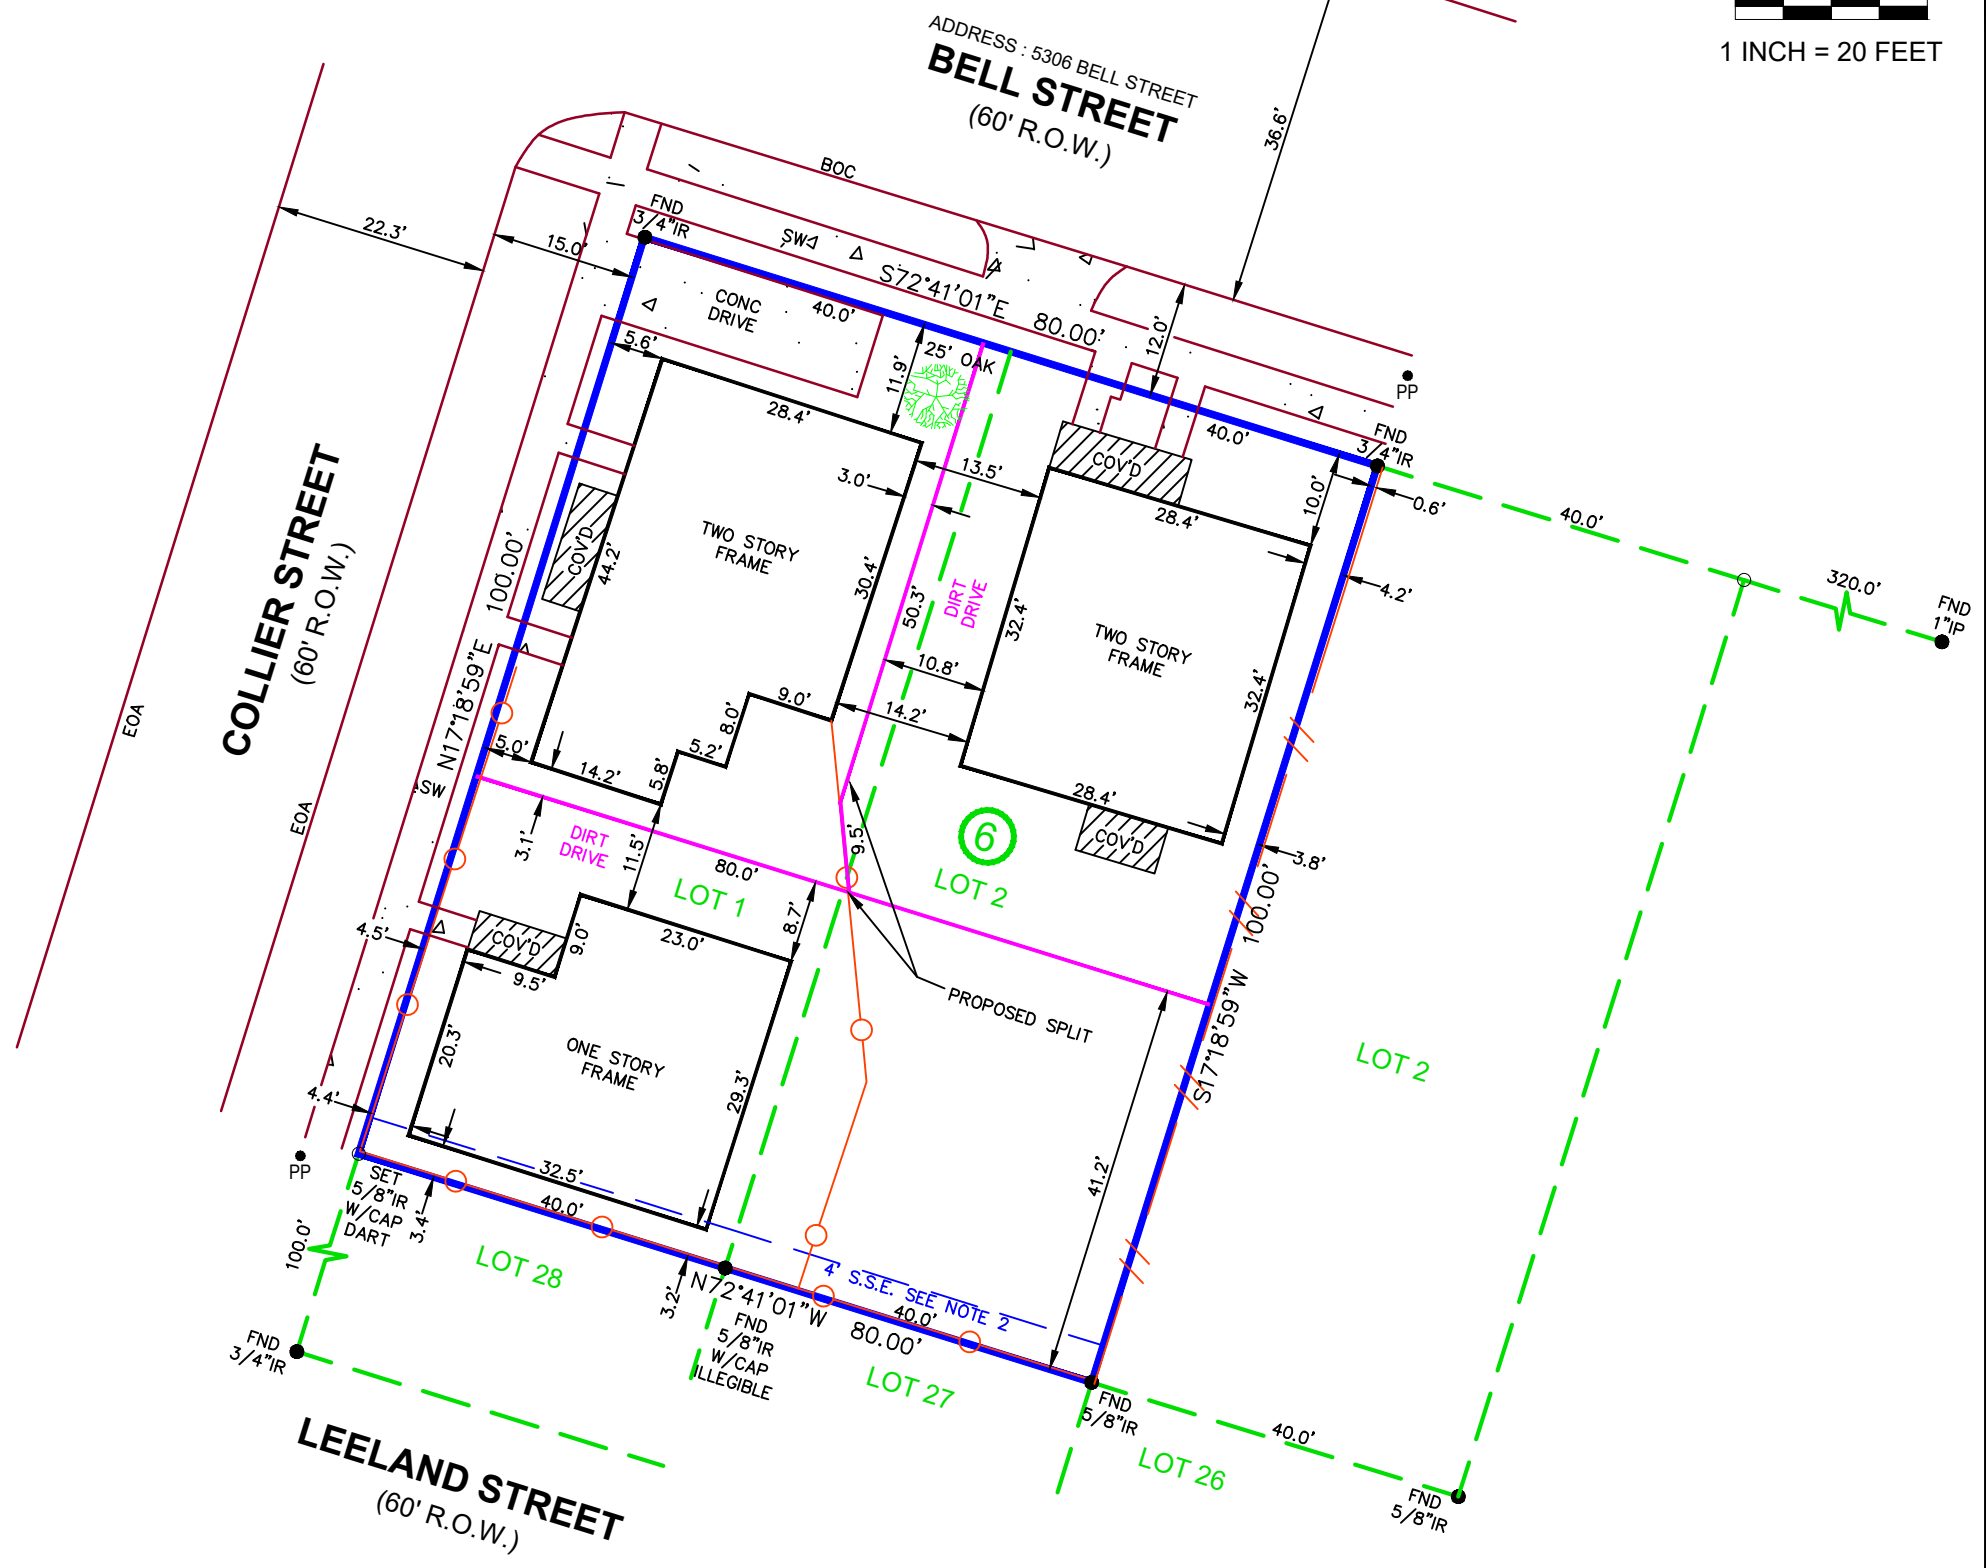 1 INCH = 20 FEET
ADDRESS : 5306 BELL STREET
BELL STREET
(60' R.O.W.)
36.6'
BOC
22.3'
15.0'
FND
3/4"IR
SW
S72°41'01"E 80.00'
CONC
DRIVE
40.0'
12.0'
5.6'
11.9'
25' OAK
PP
28.4'
40.0'
FND
3/4"IR
COV'D
13.5'
3.0'
10.0'
0.6'
28.4'
40.0'
320.0'
FND
1"IP
COLLIER STREET
(60' R.O.W.)
N17°18'59"E 100.00'
COV'D
44.2'
TWO STORY
FRAME
30.4'
50.3'
DIRT
DRIVE
32.4'
TWO STORY
FRAME
32.4'
4.2'
10.8'
14.2'
9.0'
8.0'
5.2'
5.8'
5.0'
14.2'
EOA
EOA
SW
3.1'
DIRT
DRIVE
11.5'
80.0'
9.5'
28.4'
COV'D
3.8'
6
LOT 2
LOT 1
8.7'
4.5'
COV'D
9.0'
23.0'
9.5'
PROPOSED SPLIT
S17°18'59"W 100.00'
20.3'
ONE STORY
FRAME
29.3'
LOT 2
4.4'
PP
SET
5/8"IR
W/CAP
DART
3.4'
32.5'
40.0'
41.2'
100.0'
LOT 28
3.2'
N72°41'01"W 80.00'
4' S.S.E. SEE NOTE 2
40.0'
FND
5/8"IR
W/CAP
ILLEGIBLE
LOT 27
FND
3/4"IR
FND
5/8"IR
40.0'
LOT 26
FND
5/8"IR
LEELAND STREET
(60' R.O.W.)